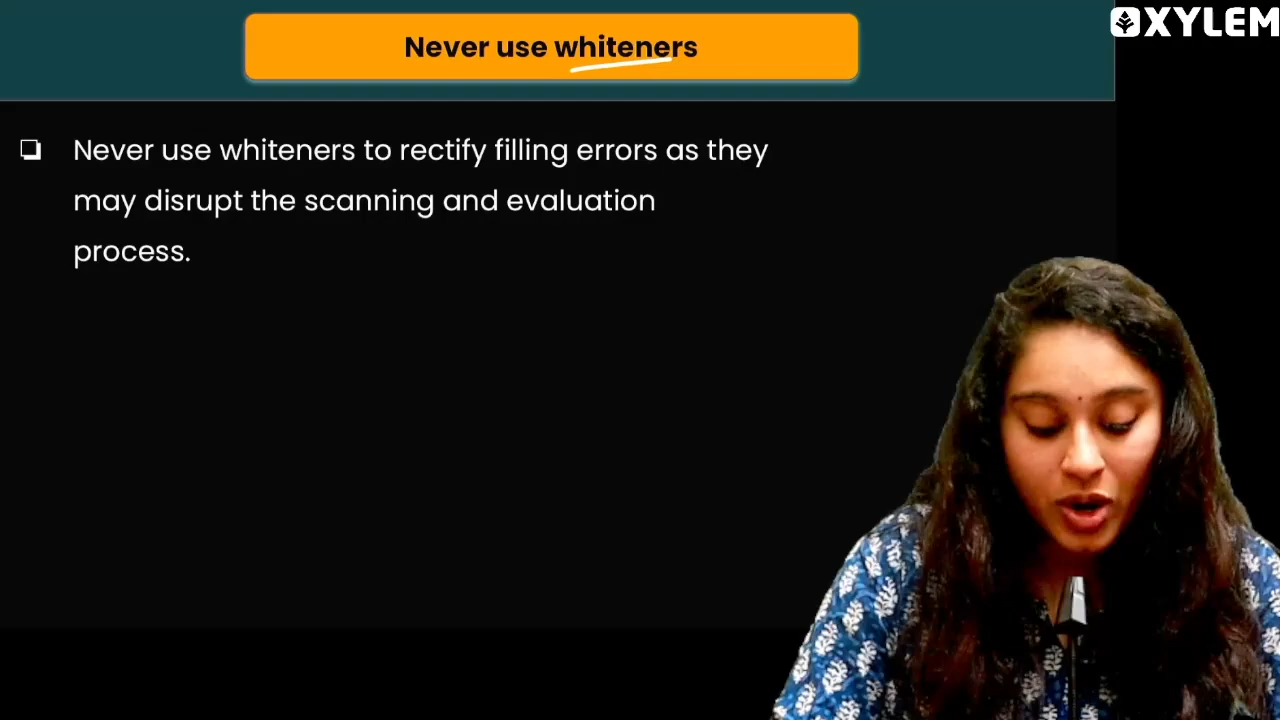 OXYLEM
Never use whiteners
❏ Never use whiteners to rectify filling errors as they
may disrupt the scanning and evaluation
process.